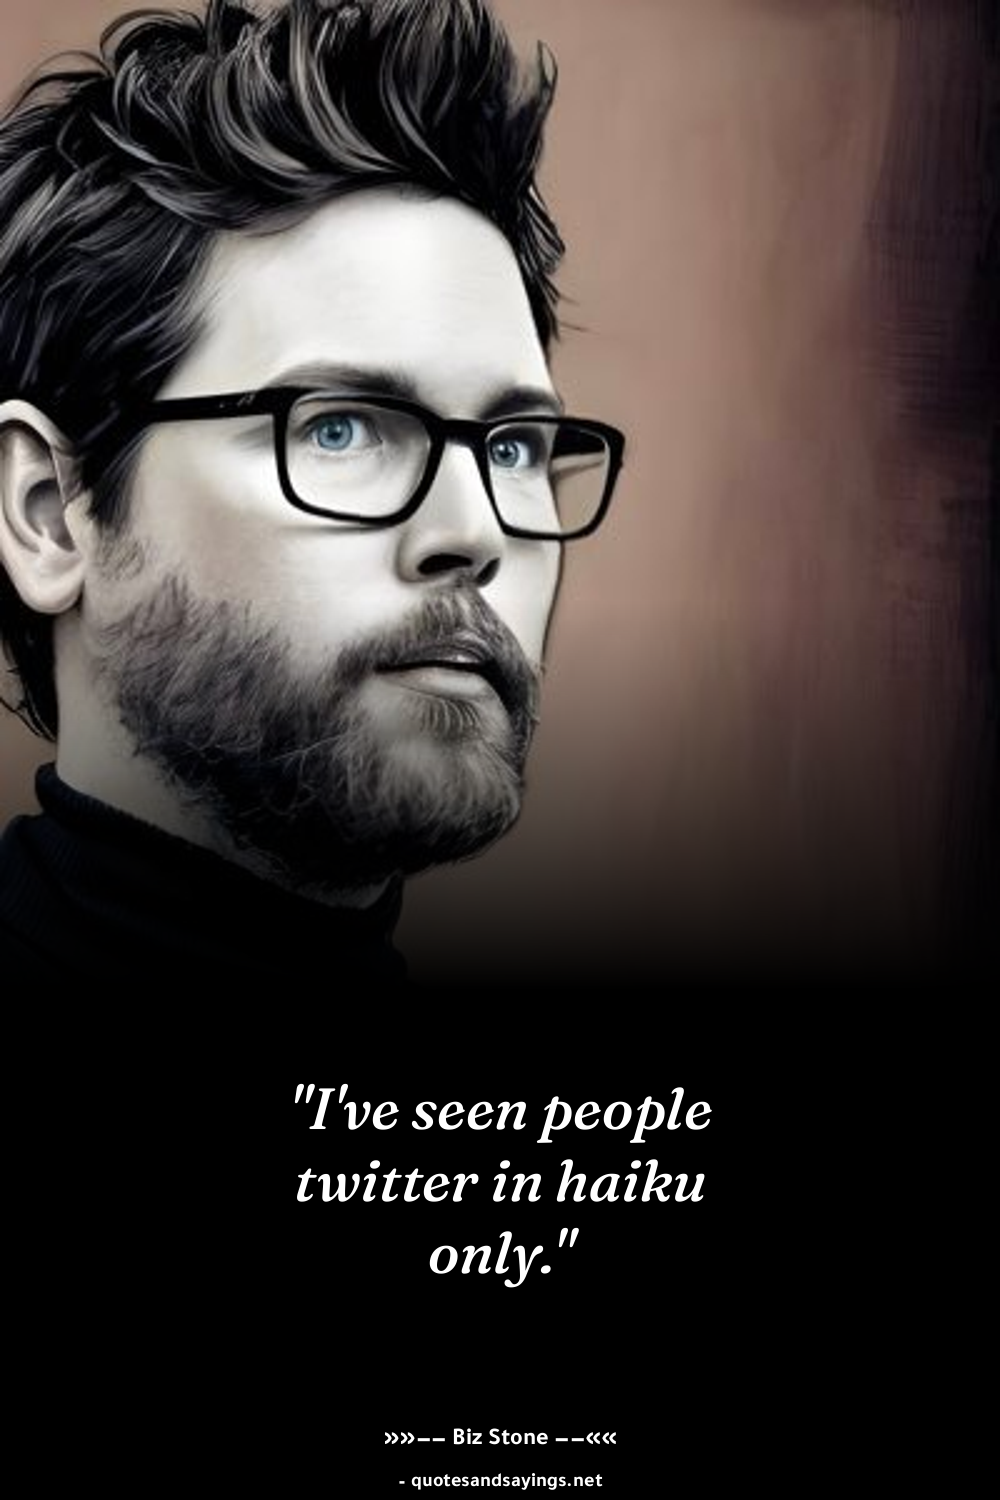 "I've seen people
twitter in haiku
only."
»»–– Biz Stone ––««
- quotesandsayings.net